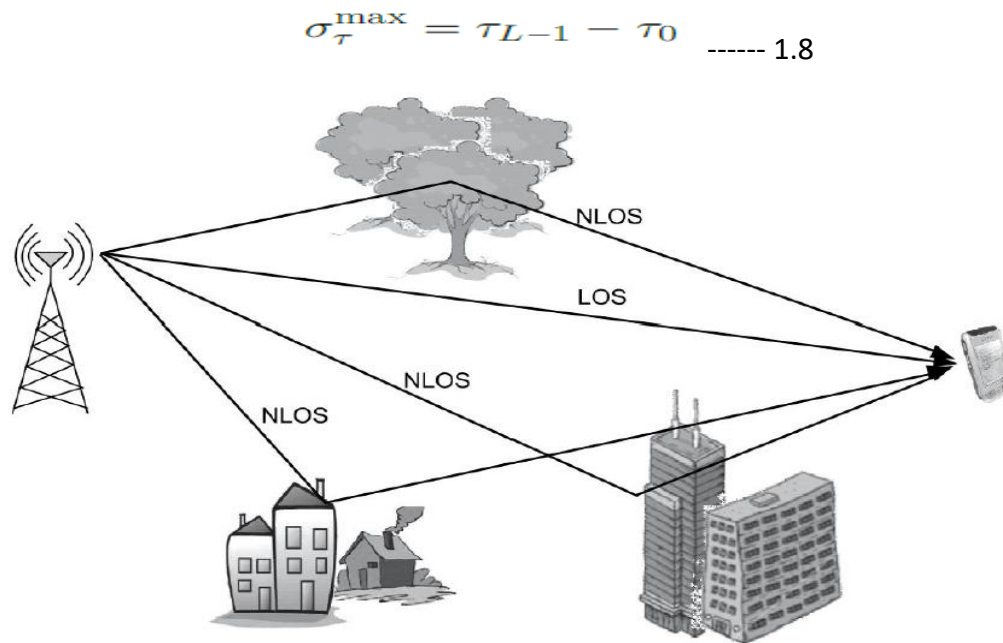 σ_τ^max = τ_{L−1} − τ_0 ------ 1.8
NLOS
LOS
NLOS
NLOS